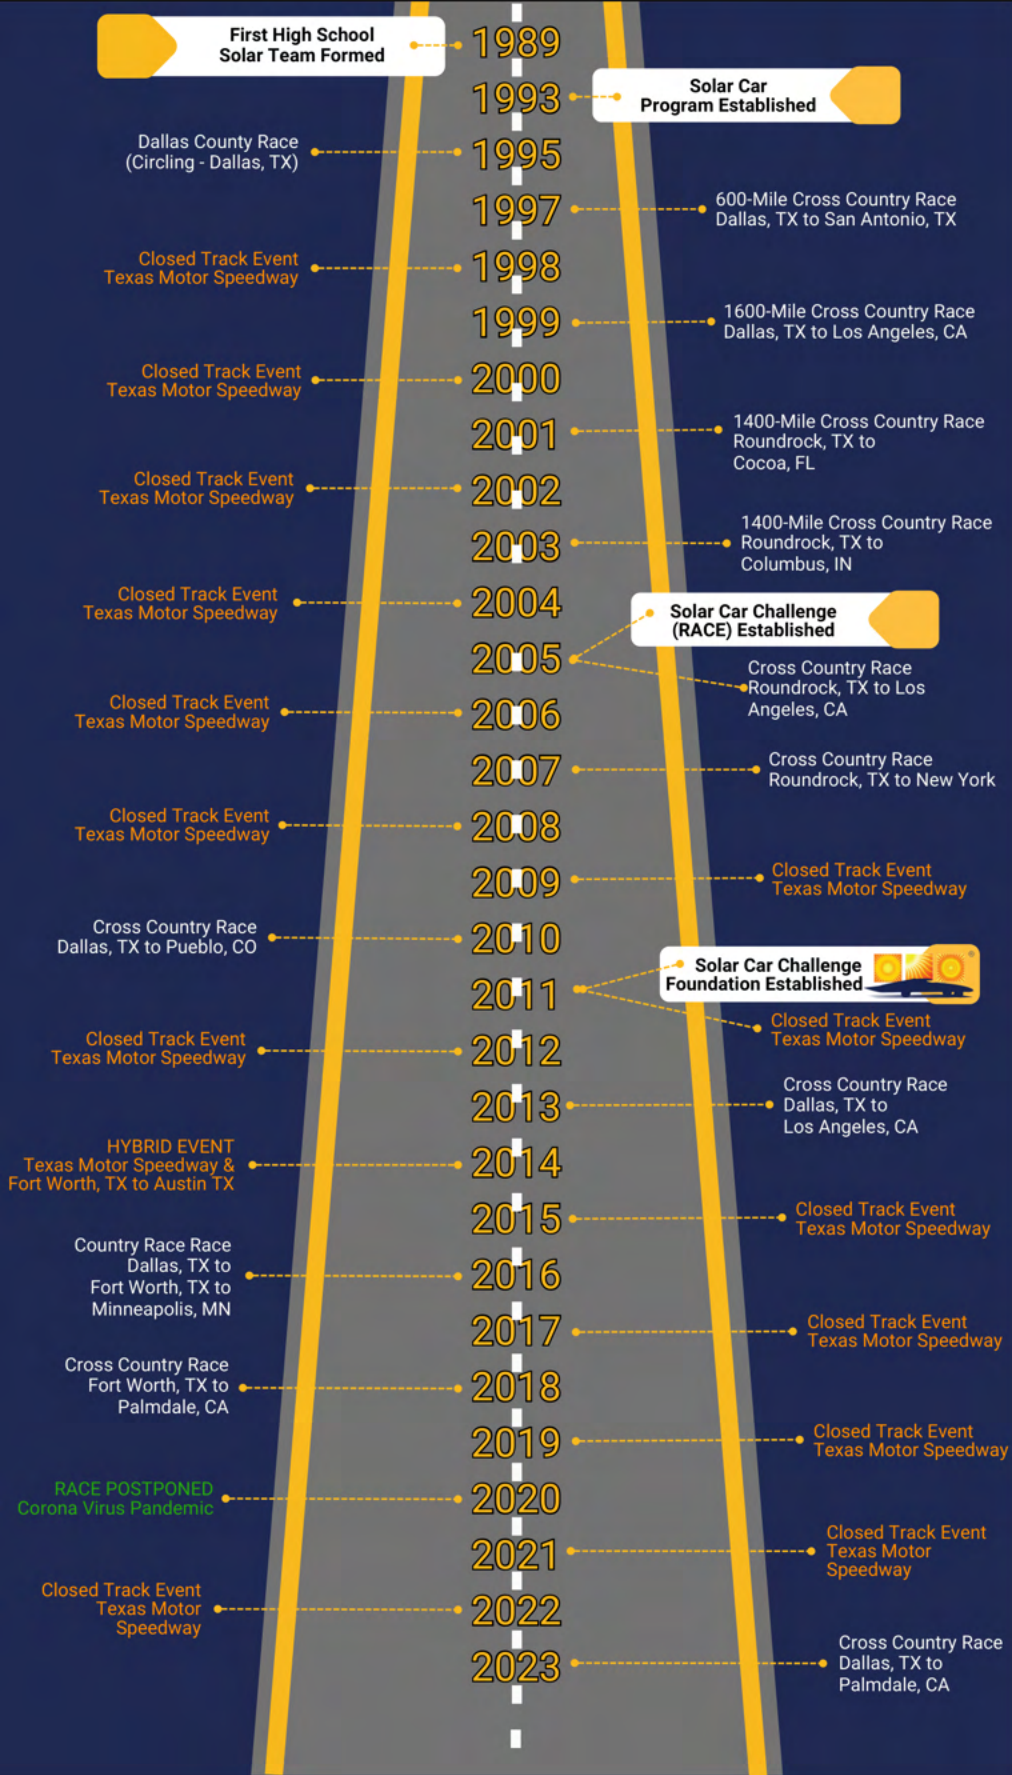 First High School
Solar Team Formed
1989
1993
Solar Car
Program Established
Dallas County Race
(Circling - Dallas, TX)
1995
1997
600-Mile Cross Country Race
Dallas, TX to San Antonio, TX
Closed Track Event
Texas Motor Speedway
1998
1999
1600-Mile Cross Country Race
Dallas, TX to Los Angeles, CA
Closed Track Event
Texas Motor Speedway
2000
2001
1400-Mile Cross Country Race
Roundrock, TX to
Cocoa, FL
Closed Track Event
Texas Motor Speedway
2002
2003
1400-Mile Cross Country Race
Roundrock, TX to
Columbus, IN
Closed Track Event
Texas Motor Speedway
2004
2005
Solar Car Challenge
(RACE) Established
Cross Country Race
Roundrock, TX to Los
Angeles, CA
Closed Track Event
Texas Motor Speedway
2006
2007
Cross Country Race
Roundrock, TX to New York
Closed Track Event
Texas Motor Speedway
2008
2009
Closed Track Event
Texas Motor Speedway
Cross Country Race
Dallas, TX to Pueblo, CO
2010
2011
Solar Car Challenge
Foundation Established
®
Closed Track Event
Texas Motor Speedway
Closed Track Event
Texas Motor Speedway
2012
2013
Cross Country Race
Dallas, TX to
Los Angeles, CA
HYBRID EVENT
Texas Motor Speedway &
Fort Worth, TX to Austin TX
2014
2015
Closed Track Event
Texas Motor Speedway
Country Race Race
Dallas, TX to
Fort Worth, TX to
Minneapolis, MN
2016
2017
Closed Track Event
Texas Motor Speedway
Cross Country Race
Fort Worth, TX to
Palmdale, CA
2018
2019
Closed Track Event
Texas Motor Speedway
RACE POSTPONED
Corona Virus Pandemic
2020
2021
Closed Track Event
Texas Motor
Speedway
Closed Track Event
Texas Motor
Speedway
2022
2023
Cross Country Race
Dallas, TX to
Palmdale, CA